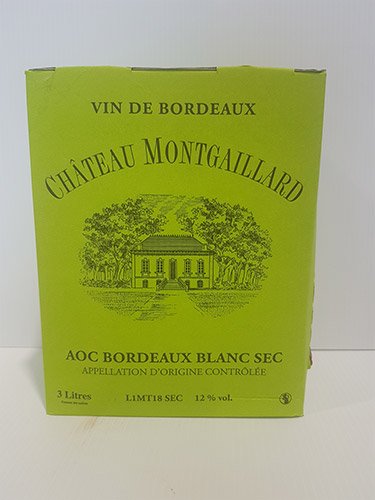 VIN DE BORDEAUX
CHÂTEAU MONTGAILLARD
AOC BORDEAUX BLANC SEC
APPELLATION D'ORIGINE CONTRÔLÉE
3 Litres L1MT18 SEC 12 % vol.